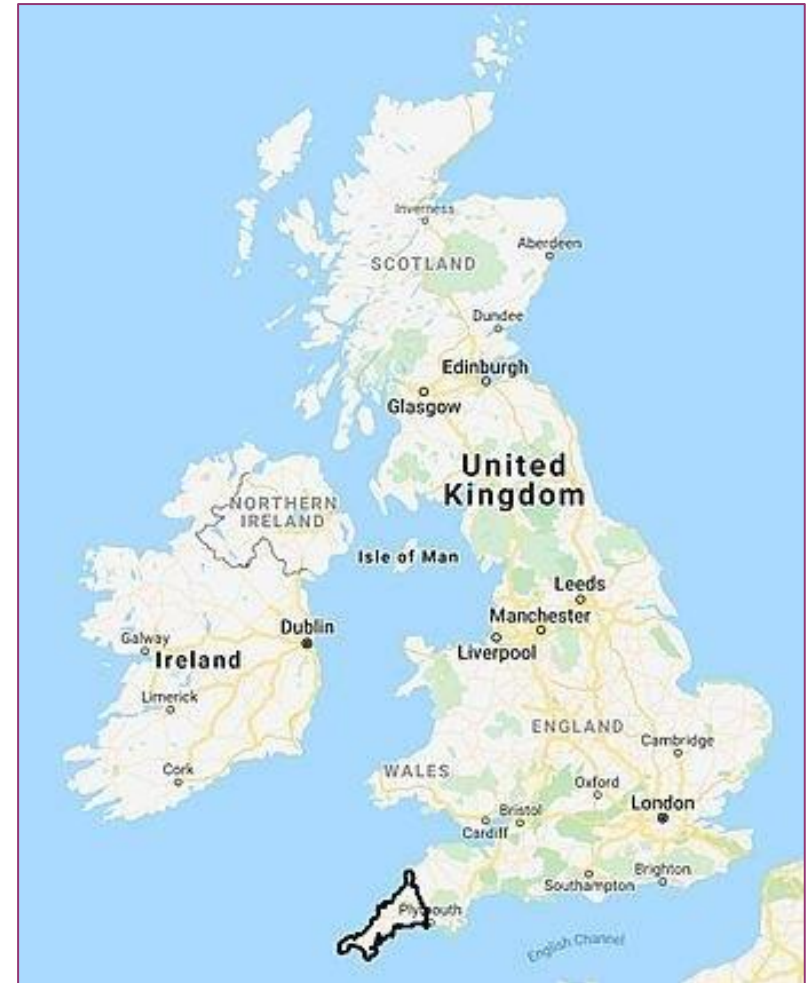 Inverness
Aberdeen
SCOTLAND
Dundee
Edinburgh
Glasgow
United
Kingdom
NORTHERN
IRELAND
Isle of Man
Leeds
Manchester
Dublin
Galway
Liverpool
Ireland
Limerick
ENGLAND
Cambridge
Cork
WALES
Oxford
London
Bristol
Cardiff
Brighton
Southampton
Plymouth
English Channel